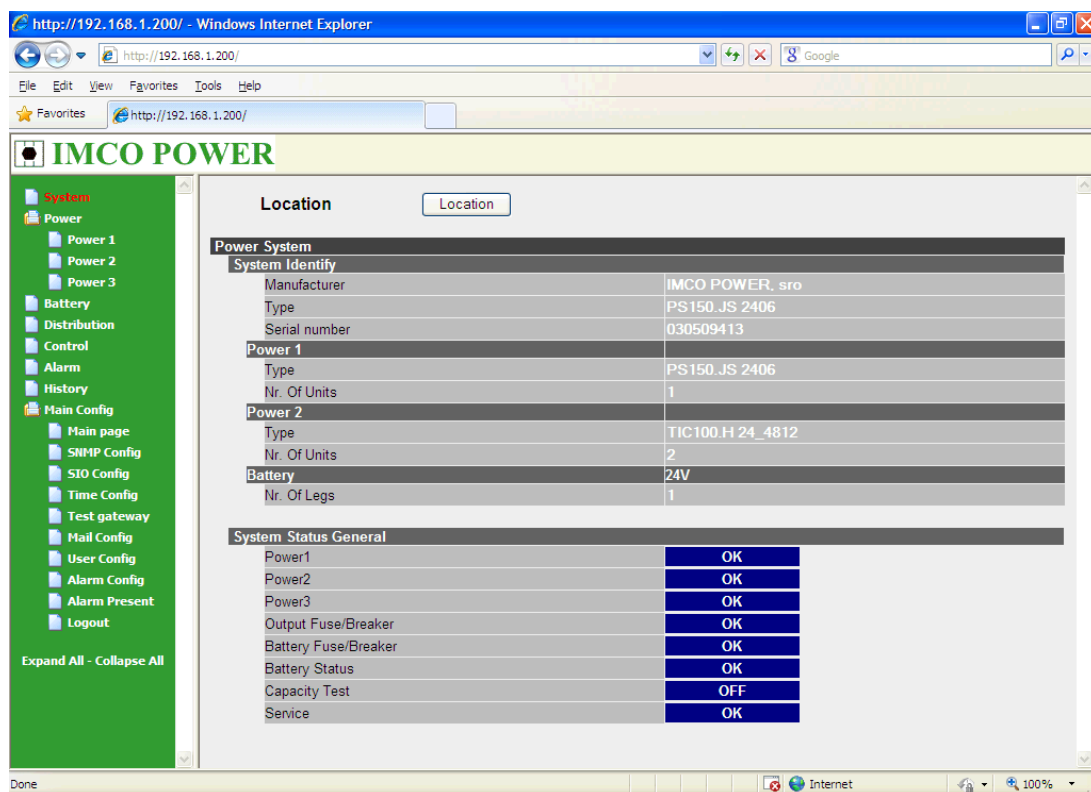 http://192.168.1.200/ - Windows Internet Explorer
http://192.168.1.200/
Google
File Edit View Favorites Tools Help
Favorites http://192.168.1.200/
IMCO POWER
System
Power
Power 1
Power 2
Power 3
Battery
Distribution
Control
Alarm
History
Main Config
Main page
SNMP Config
SIO Config
Time Config
Test gateway
Mail Config
User Config
Alarm Config
Alarm Present
Logout
Expand All - Collapse All
Location Location
Power System
System Identify
Manufacturer IMCO POWER, sro
Type PS150.JS 2406
Serial number 030509413
Power 1
Type PS150.JS 2406
Nr. Of Units 1
Power 2
Type TIC100.H 24_4812
Nr. Of Units 2
Battery 24V
Nr. Of Legs 1
System Status General
Power1 OK
Power2 OK
Power3 OK
Output Fuse/Breaker OK
Battery Fuse/Breaker OK
Battery Status OK
Capacity Test OFF
Service OK
Done Internet 100%